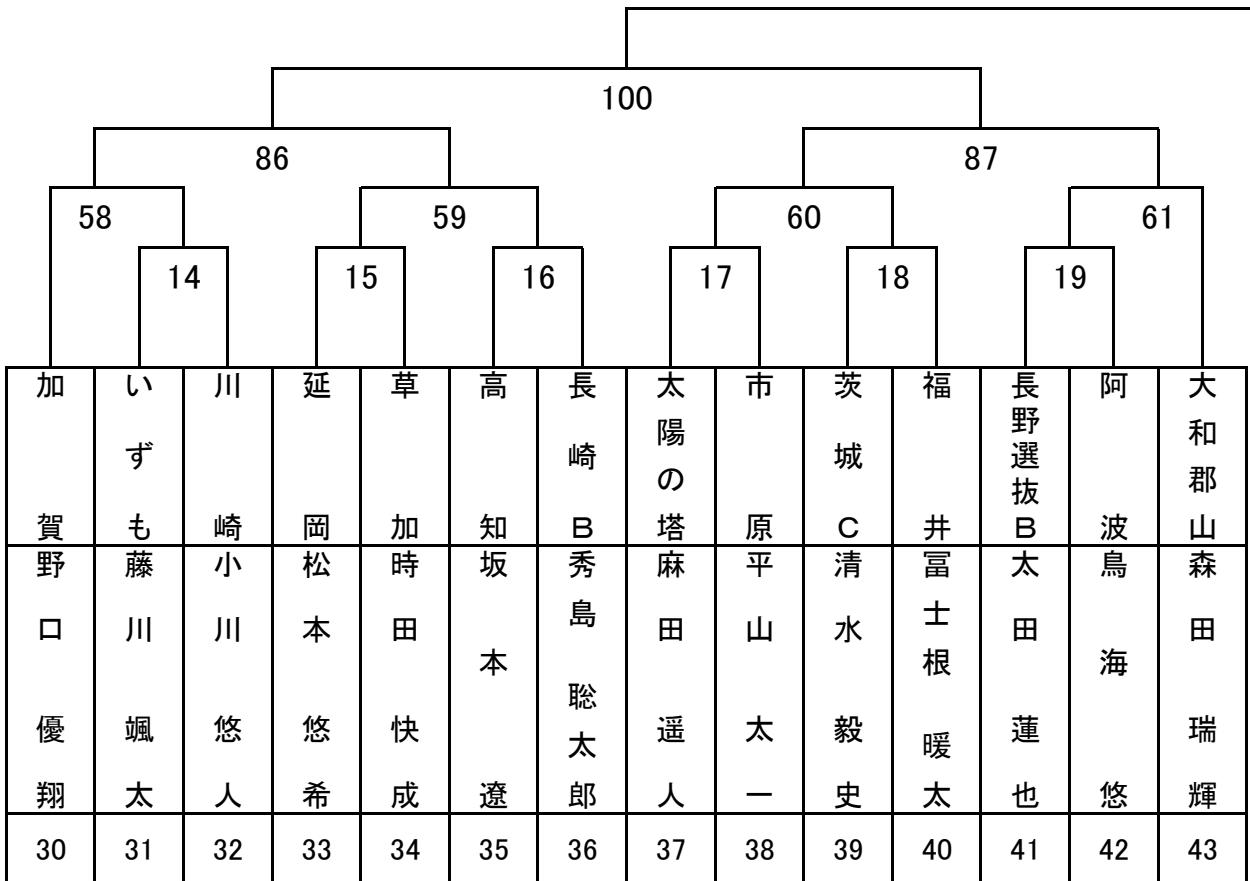 100
86 87
58 59 60 61
14 15 16 17 18 19
加賀 いずも 川崎 延岡 草加 高知 長崎B 太陽の塔 市原 茨城C 福井 長野選抜B 阿波 大和郡山
野口優翔 藤川颯太 小川悠人 松本悠希 時田快成 坂本遼 秀島聡太郎 麻田遥人 平山太一 清水毅史 冨士根暖太 太田蓮也 鳥海悠 森田瑞輝
30 31 32 33 34 35 36 37 38 39 40 41 42 43